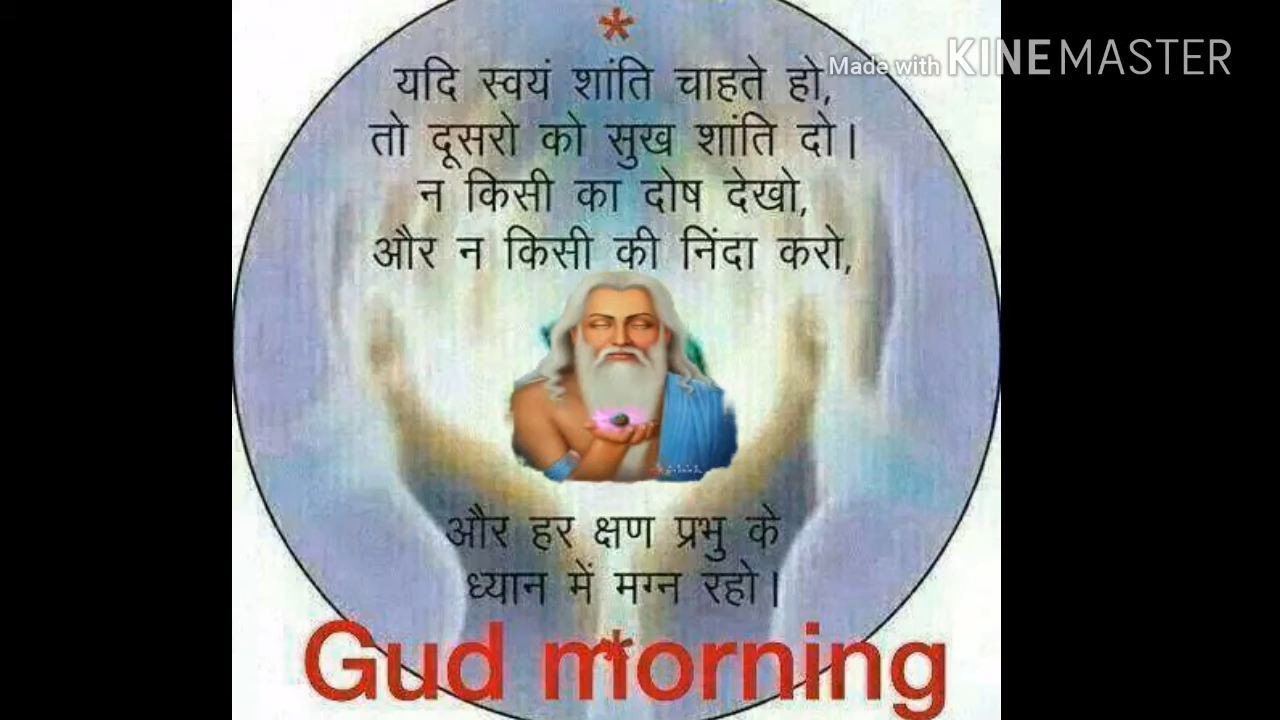 Made with KINEMASTER
यदि स्वयं शांति चाहते हो,
तो दूसरो को सुख शांति दो।
न किसी का दोष देखो,
और न किसी की निंदा करो,
और हर क्षण प्रभु के
ध्यान में मग्न रहो।
Gud morning